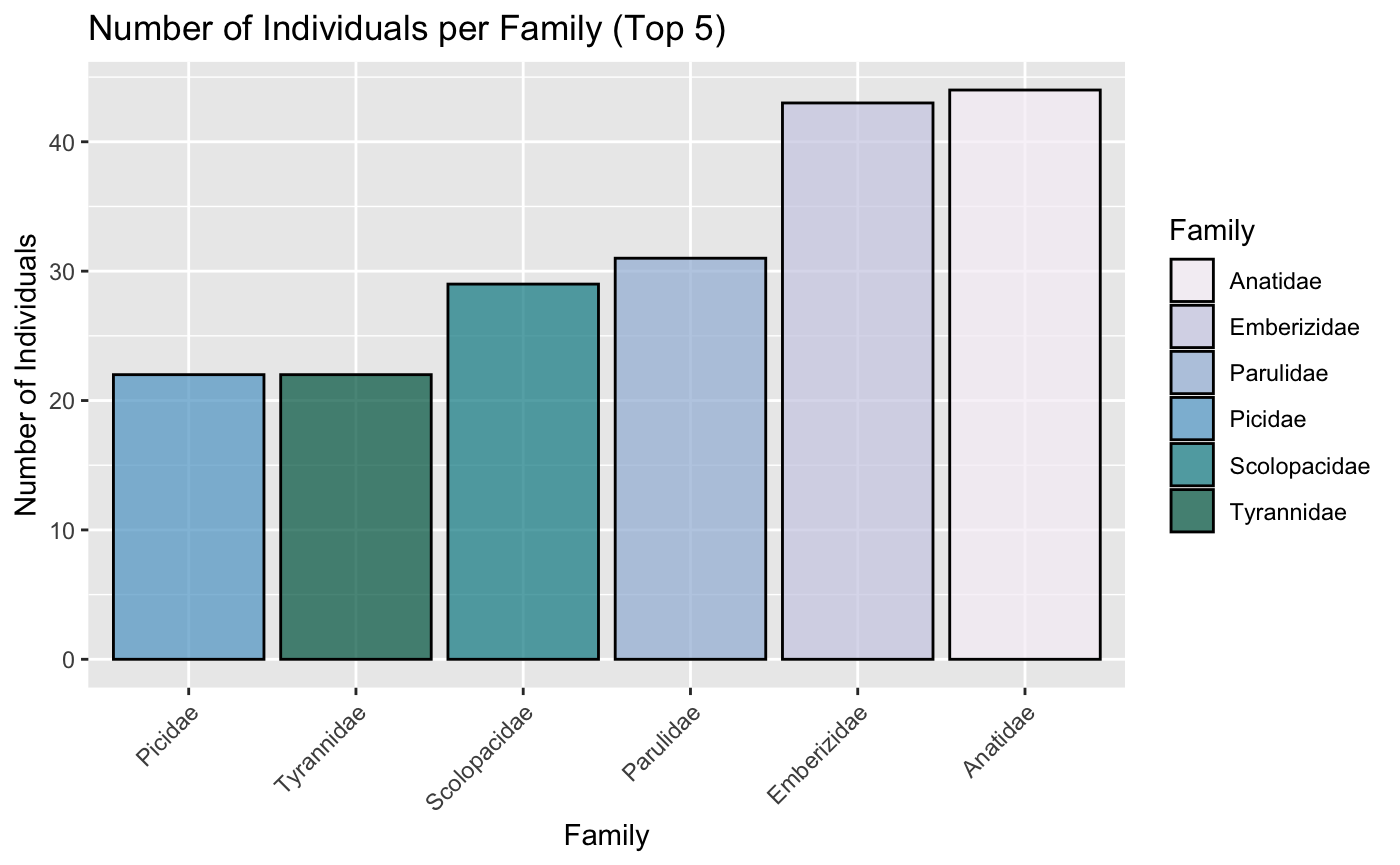 Number of Individuals per Family (Top 5)
Number of Individuals
40
30
20
10
0
Picidae
Tyrannidae
Scolopacidae
Parulidae
Emberizidae
Anatidae
Family
Family
Anatidae
Emberizidae
Parulidae
Picidae
Scolopacidae
Tyrannidae